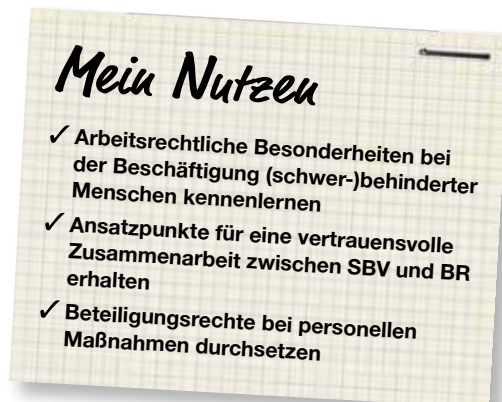 Mein Nutzen
✓ Arbeitsrechtliche Besonderheiten bei
der Beschäftigung (schwer-)behinderter
Menschen kennenlernen
✓ Ansatzpunkte für eine vertrauensvolle
Zusammenarbeit zwischen SBV und BR
erhalten
✓ Beteiligungsrechte bei personellen
Maßnahmen durchsetzen